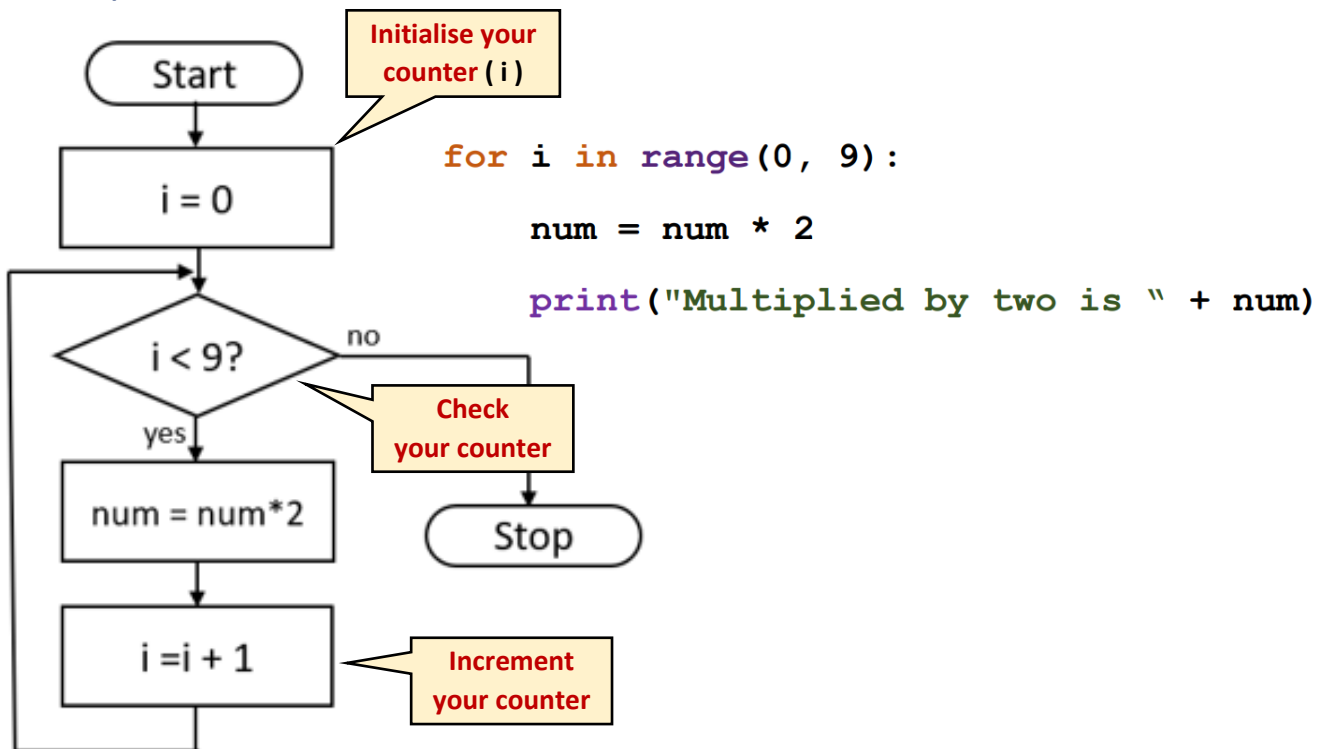 Initialise your
counter ( i )
Start
i = 0
for i in range(0, 9):
num = num * 2
print("Multiplied by two is “ + num)
i < 9?
no
Check
your counter
yes
num = num*2
Stop
i =i + 1
Increment
your counter